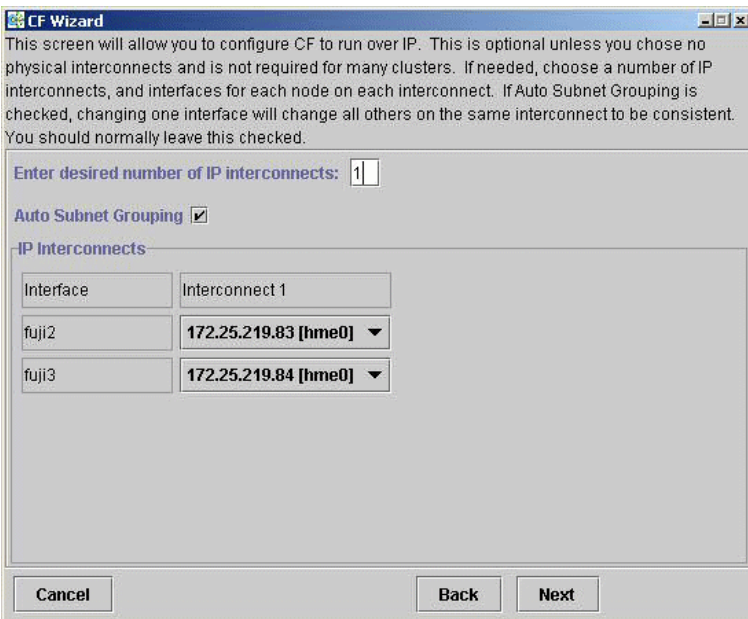 CF Wizard
This screen will allow you to configure CF to run over IP. This is optional unless you chose no
physical interconnects and is not required for many clusters. If needed, choose a number of IP
interconnects, and interfaces for each node on each interconnect. If Auto Subnet Grouping is
checked, changing one interface will change all others on the same interconnect to be consistent.
You should normally leave this checked.
Enter desired number of IP interconnects: 1
Auto Subnet Grouping
IP Interconnects
Interface Interconnect 1
fuji2 172.25.219.83 [hme0]
fuji3 172.25.219.84 [hme0]
Cancel Back Next